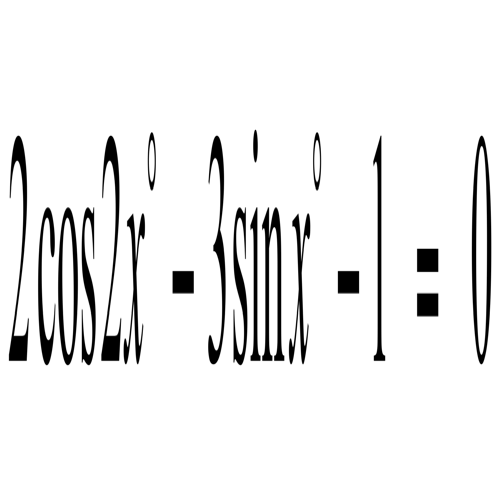 2cos2x° - 3sinx° - 1 = 0